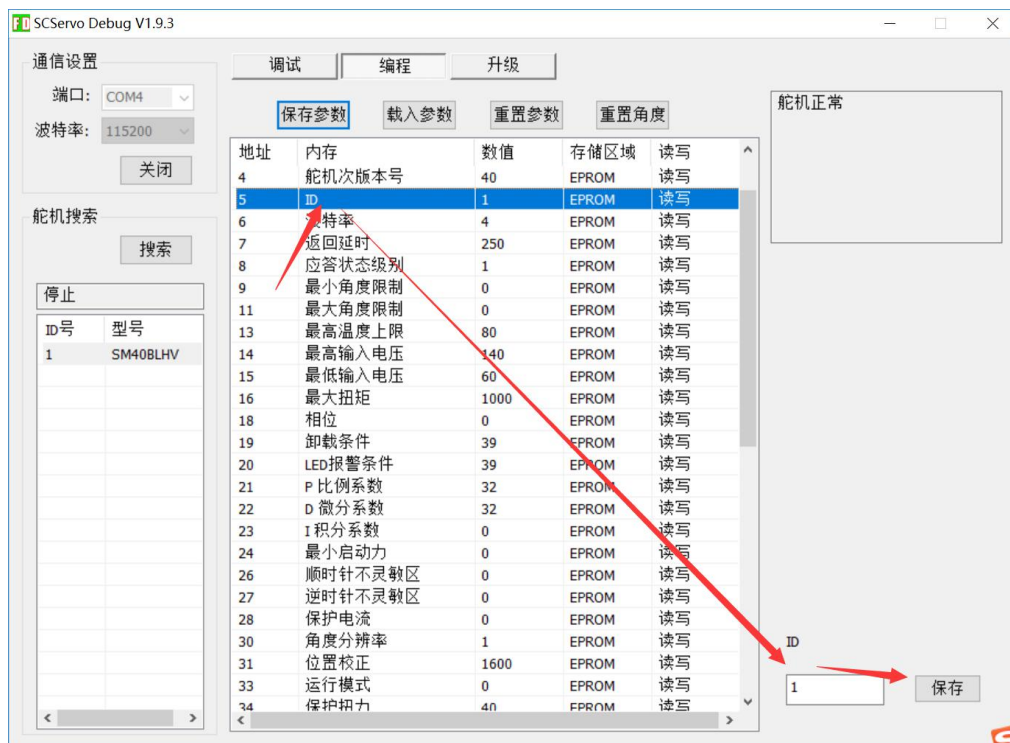 SCServo Debug V1.9.3
通信设置
端口: COM4
波特率: 115200
关闭
舵机搜索
搜索
停止
ID号 型号
1 SM40BLHV
调试 编程 升级
保存参数 载入参数 重置参数 重置角度
地址 内存 数值 存储区域 读写
4 舵机次版本号 40 EPROM 读写
5 ID 1 EPROM 读写
6 波特率 4 EPROM 读写
7 返回延时 250 EPROM 读写
8 应答状态级别 1 EPROM 读写
9 最小角度限制 0 EPROM 读写
11 最大角度限制 0 EPROM 读写
13 最高温度上限 80 EPROM 读写
14 最高输入电压 140 EPROM 读写
15 最低输入电压 60 EPROM 读写
16 最大扭矩 1000 EPROM 读写
18 相位 0 EPROM 读写
19 卸载条件 39 EPROM 读写
20 LED报警条件 39 EPROM 读写
21 P 比例系数 32 EPROM 读写
22 D 微分系数 32 EPROM 读写
23 I 积分系数 0 EPROM 读写
24 最小启动力 0 EPROM 读写
26 顺时针不灵敏区 0 EPROM 读写
27 逆时针不灵敏区 0 EPROM 读写
28 保护电流 0 EPROM 读写
30 角度分辨率 1 EPROM 读写
31 位置校正 1600 EPROM 读写
33 运行模式 0 EPROM 读写
34 保护扭力 40 EPROM 读写
舵机正常
ID
1 保存